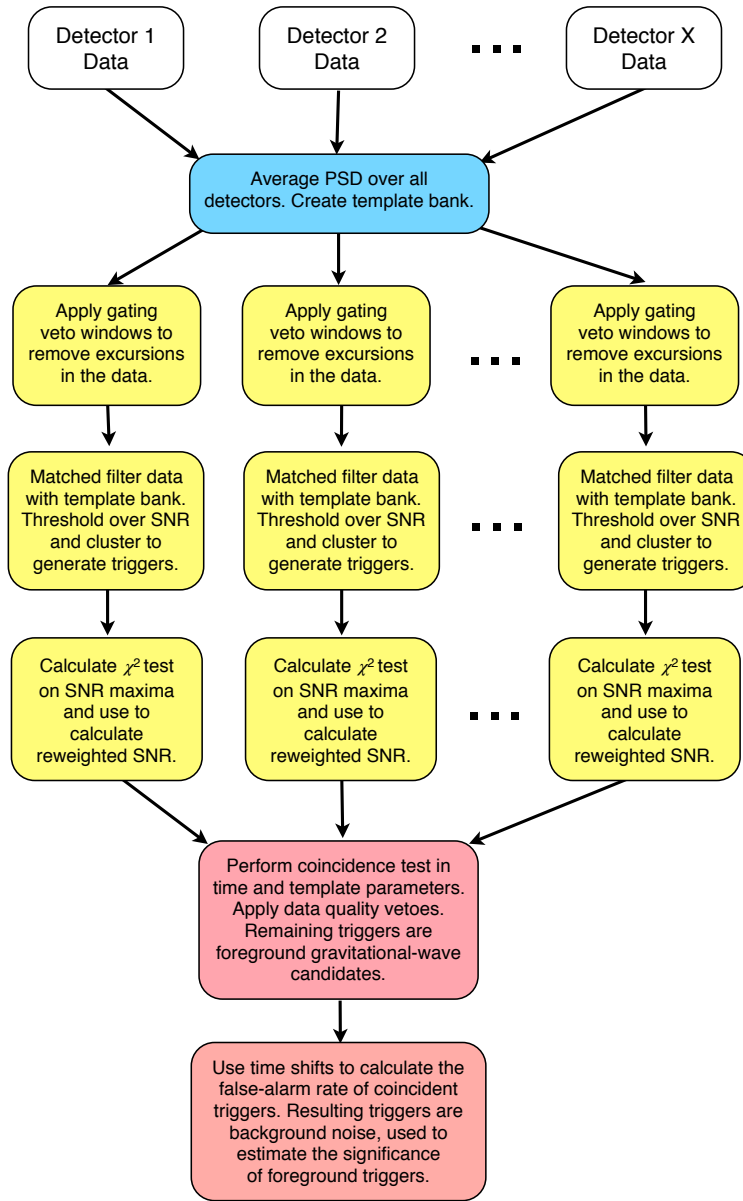 Detector 1
Data
Detector 2
Data
Detector X
Data
Average PSD over all
detectors. Create template bank.
Apply gating
veto windows to
remove excursions
in the data.
Apply gating
veto windows to
remove excursions
in the data.
Apply gating
veto windows to
remove excursions
in the data.
Matched filter data
with template bank.
Threshold over SNR
and cluster to
generate triggers.
Matched filter data
with template bank.
Threshold over SNR
and cluster to
generate triggers.
Matched filter data
with template bank.
Threshold over SNR
and cluster to
generate triggers.
Calculate χ² test
on SNR maxima
and use to
calculate
reweighted SNR.
Calculate χ² test
on SNR maxima
and use to
calculate
reweighted SNR.
Calculate χ² test
on SNR maxima
and use to
calculate
reweighted SNR.
Perform coincidence test in
time and template parameters.
Apply data quality vetoes.
Remaining triggers are
foreground gravitational-wave
candidates.
Use time shifts to calculate the
false-alarm rate of coincident
triggers. Resulting triggers are
background noise, used to
estimate the significance
of foreground triggers.